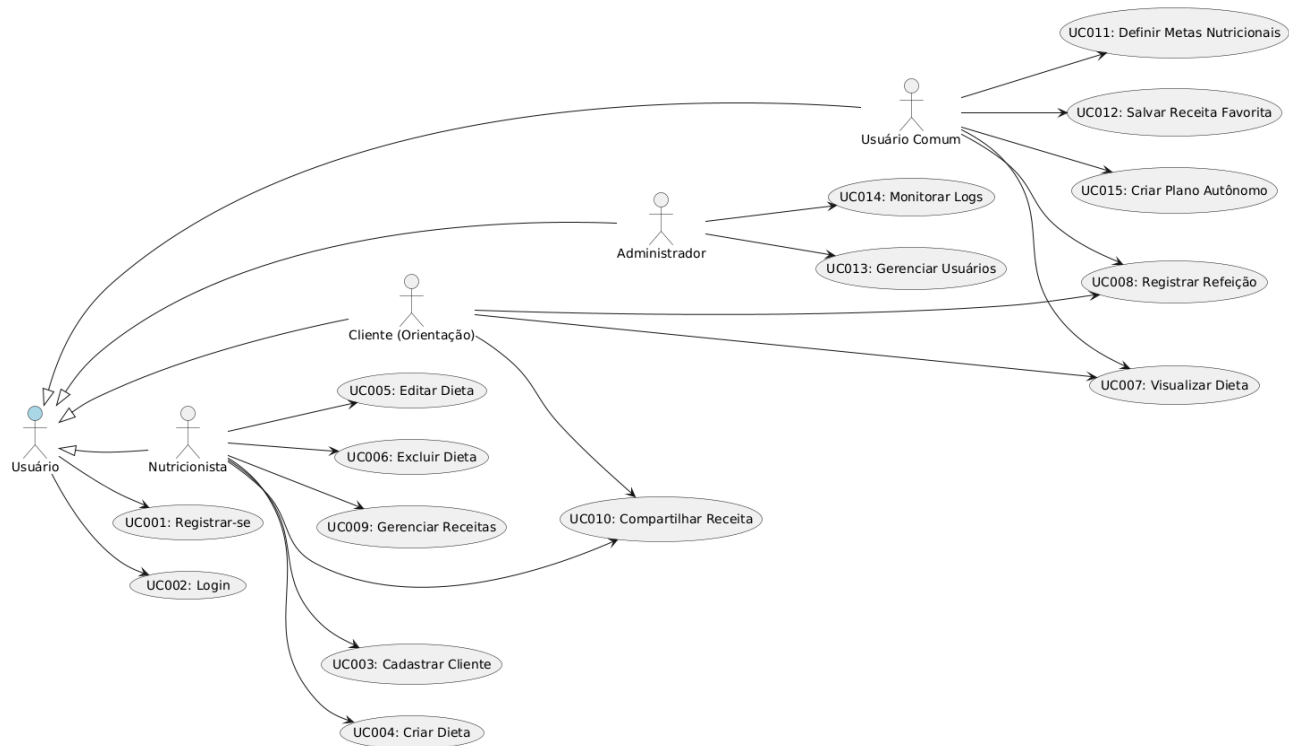 UC011: Definir Metas Nutricionais
UC012: Salvar Receita Favorita
Usuário Comum
UC015: Criar Plano Autônomo
UC014: Monitorar Logs
Administrador
UC013: Gerenciar Usuários
UC008: Registrar Refeição
Cliente (Orientação)
UC007: Visualizar Dieta
UC005: Editar Dieta
UC006: Excluir Dieta
Usuário
Nutricionista
UC001: Registrar-se
UC009: Gerenciar Receitas
UC010: Compartilhar Receita
UC002: Login
UC003: Cadastrar Cliente
UC004: Criar Dieta